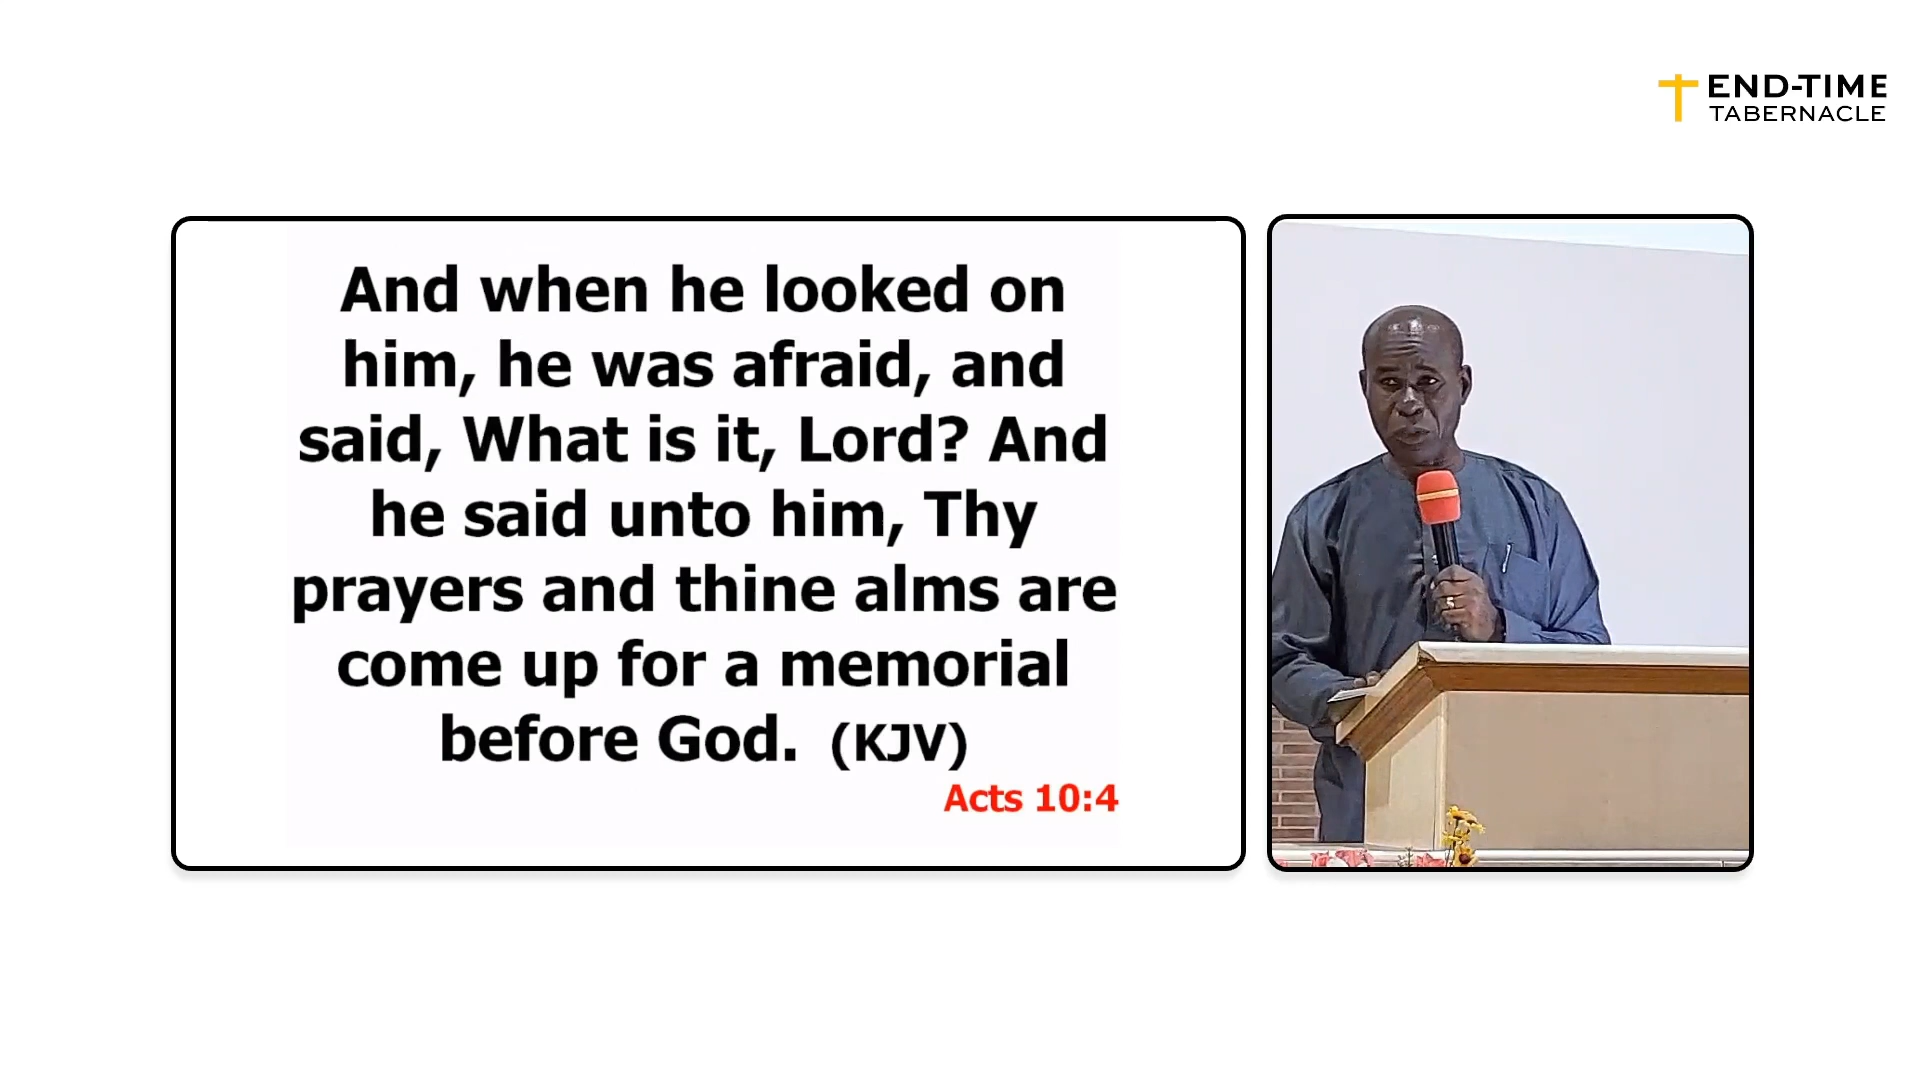 END-TIME
TABERNACLE
And when he looked on
him, he was afraid, and
said, What is it, Lord? And
he said unto him, Thy
prayers and thine alms are
come up for a memorial
before God. (KJV)
Acts 10:4